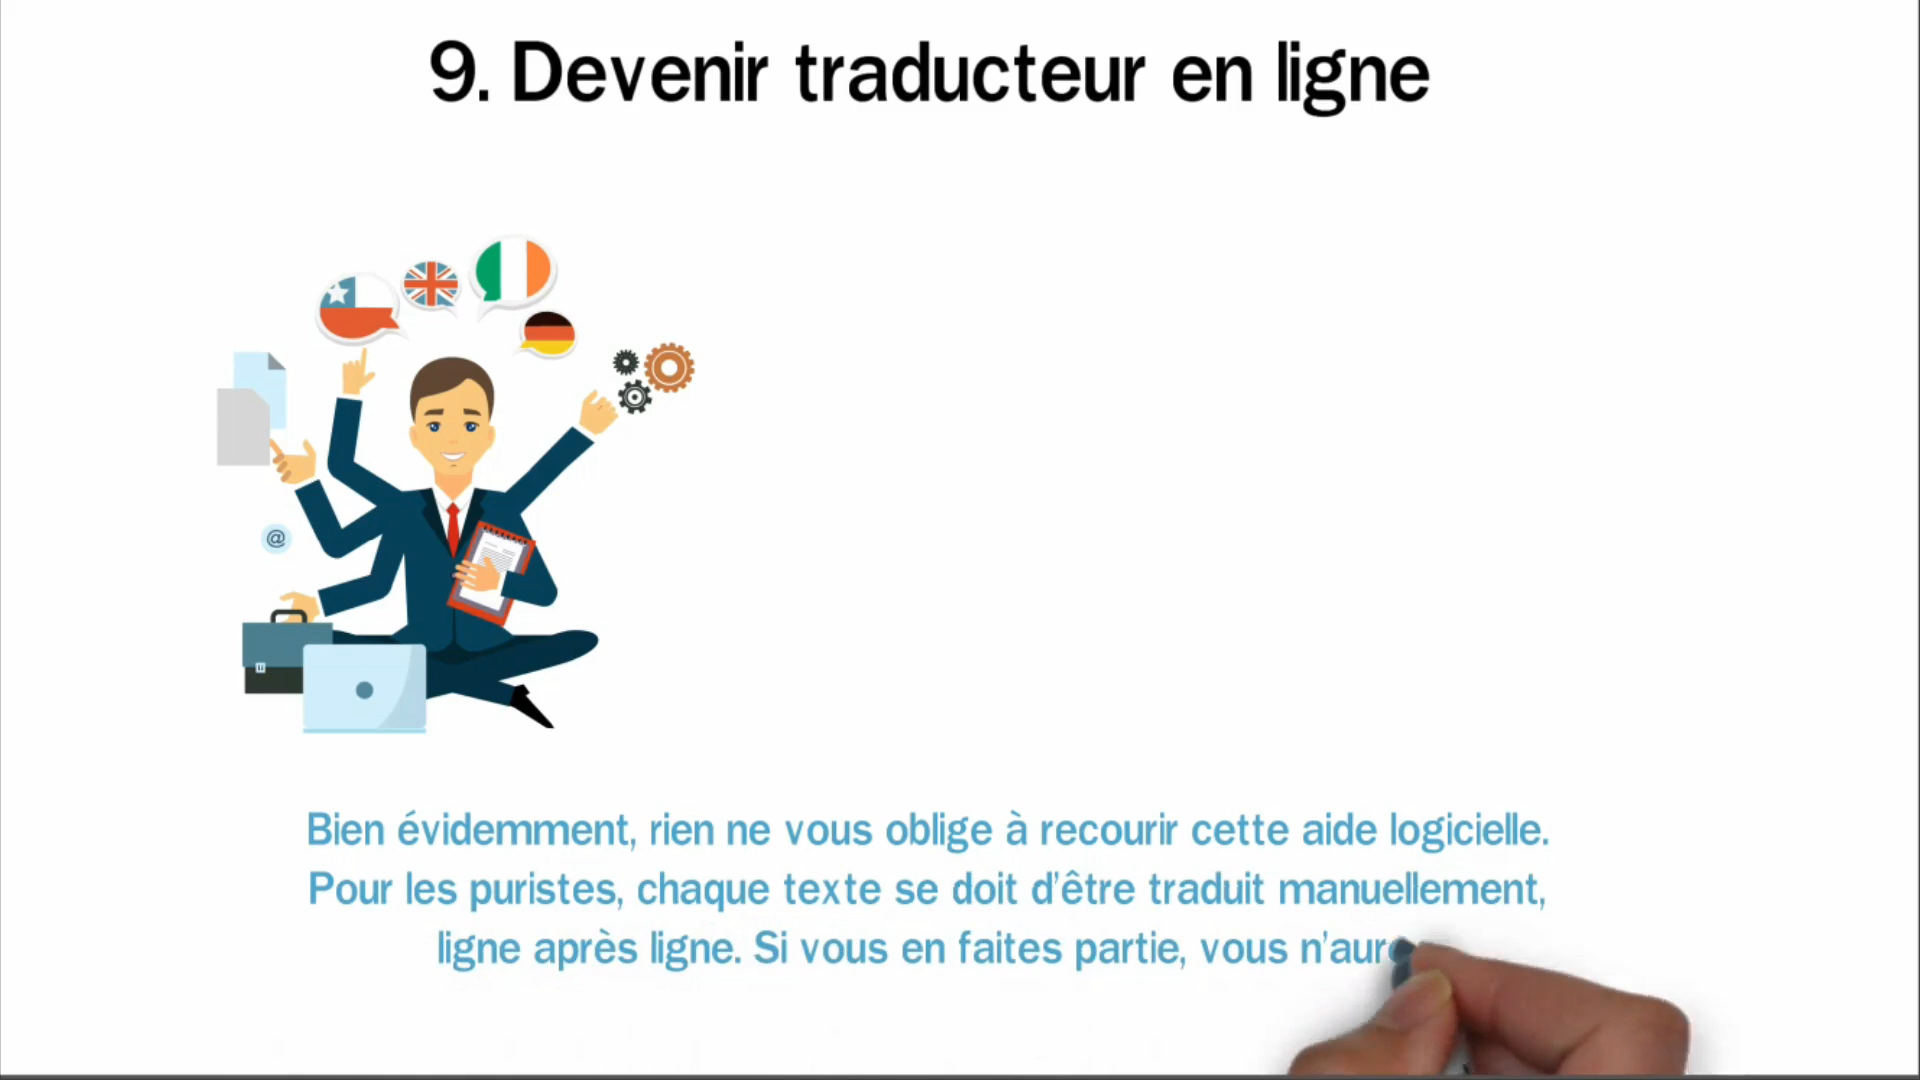 9. Devenir traducteur en ligne
@
Bien évidemment, rien ne vous oblige à recourir cette aide logicielle.
Pour les puristes, chaque texte se doit d'être traduit manuellement,
ligne après ligne. Si vous en faites partie, vous